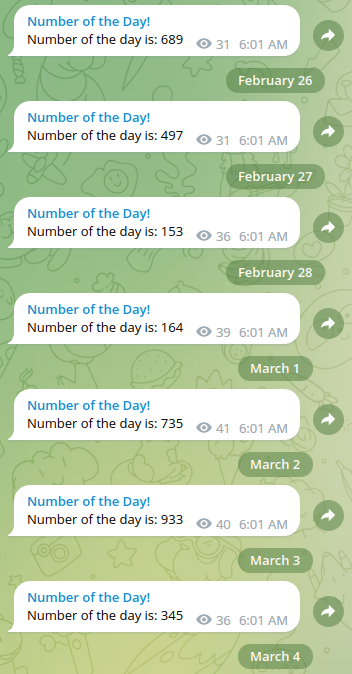 Number of the Day!
Number of the day is: 689 31 6:01 AM
February 26
Number of the Day!
Number of the day is: 497 31 6:01 AM
February 27
Number of the Day!
Number of the day is: 153 36 6:01 AM
February 28
Number of the Day!
Number of the day is: 164 39 6:01 AM
March 1
Number of the Day!
Number of the day is: 735 41 6:01 AM
March 2
Number of the Day!
Number of the day is: 933 40 6:01 AM
March 3
Number of the Day!
Number of the day is: 345 36 6:01 AM
March 4